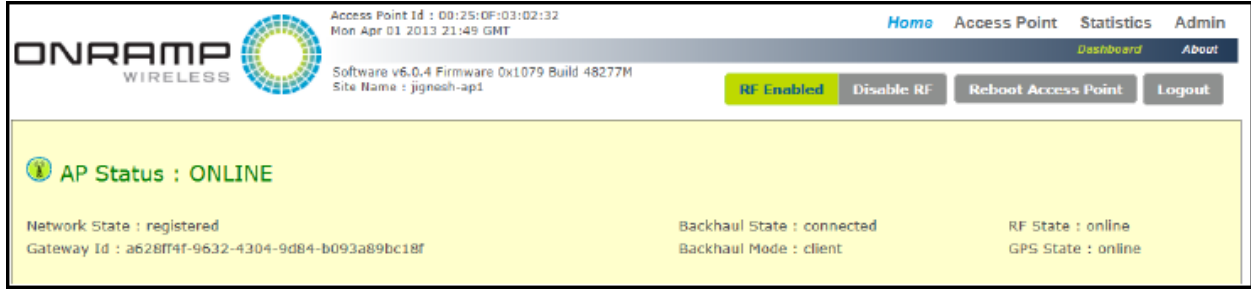 Access Point Id : 00:25:0F:03:02:32
Mon Apr 01 2013 21:49 GMT
Home Access Point Statistics Admin
ONRAMP
WIRELESS
Dashboard About
Software v6.0.4 Firmware 0x1079 Build 48277M
Site Name : jignesh-ap1
RF Enabled Disable RF Reboot Access Point Logout
AP Status : ONLINE
Network State : registered Backhaul State : connected RF State : online
Gateway Id : a628ff4f-9632-4304-9d84-b093a89bc18f Backhaul Mode : client GPS State : online